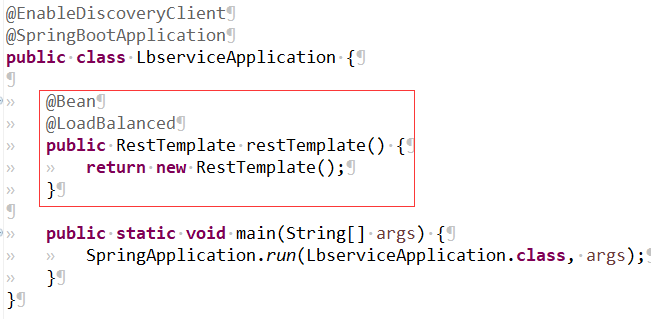 @EnableDiscoveryClient¶
@SpringBootApplication¶
public·class·LbserviceApplication·{¶
¶
»   @Bean¶
»   @LoadBalanced¶
»   public·RestTemplate·restTemplate()·{¶
»   »   return·new·RestTemplate();¶
»   }¶
¶
»   public·static·void·main(String[]·args)·{¶
»   »   SpringApplication.run(LbserviceApplication.class,·args);¶
»   }¶
}¶